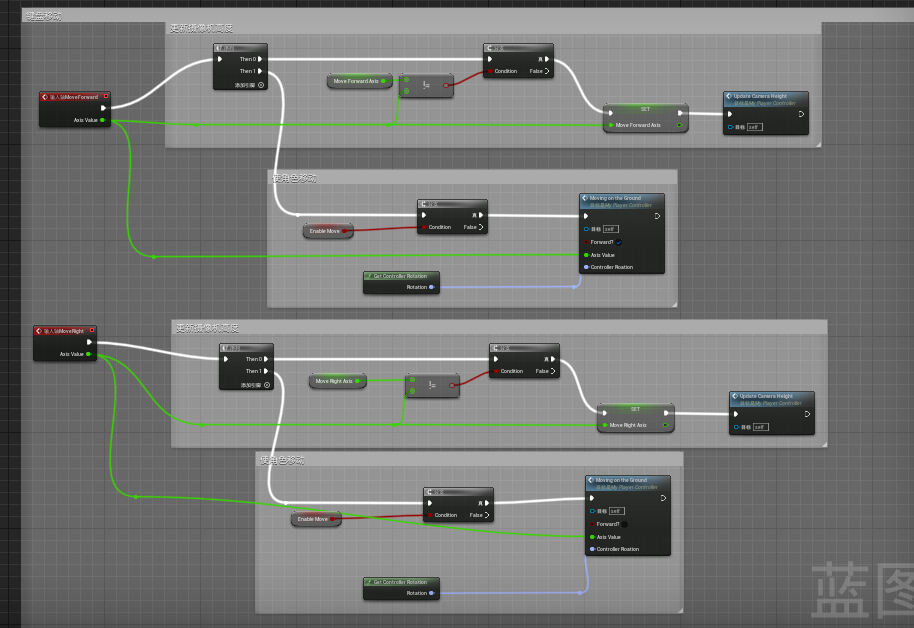 键盘移动
更新摄像机高度
序列
Then 0
Then 1
添加引脚
Move Forward Axis
!=
分支
真
Condition
False
输入轴MoveForward
Axis Value
SET
Move Forward Axis
Update Camera Height
目标是My Player Controller
目标 self
使角色移动
Enable Move
分支
真
Condition
False
Get Controller Rotation
Rotation
Moving on the Ground
目标是My Player Controller
目标 self
Forward?
Axis Value
Controller Roation
输入轴MoveRight
Axis Value
更新摄像机高度
序列
Then 0
Then 1
添加引脚
Move Right Axis
!=
分支
真
Condition
False
SET
Move Right Axis
Update Camera Height
目标是My Player Controller
目标 self
使角色移动
Enable Move
分支
真
Condition
False
Get Controller Rotation
Rotation
Moving on the Ground
目标是My Player Controller
目标 self
Forward?
Axis Value
Controller Roation
蓝图